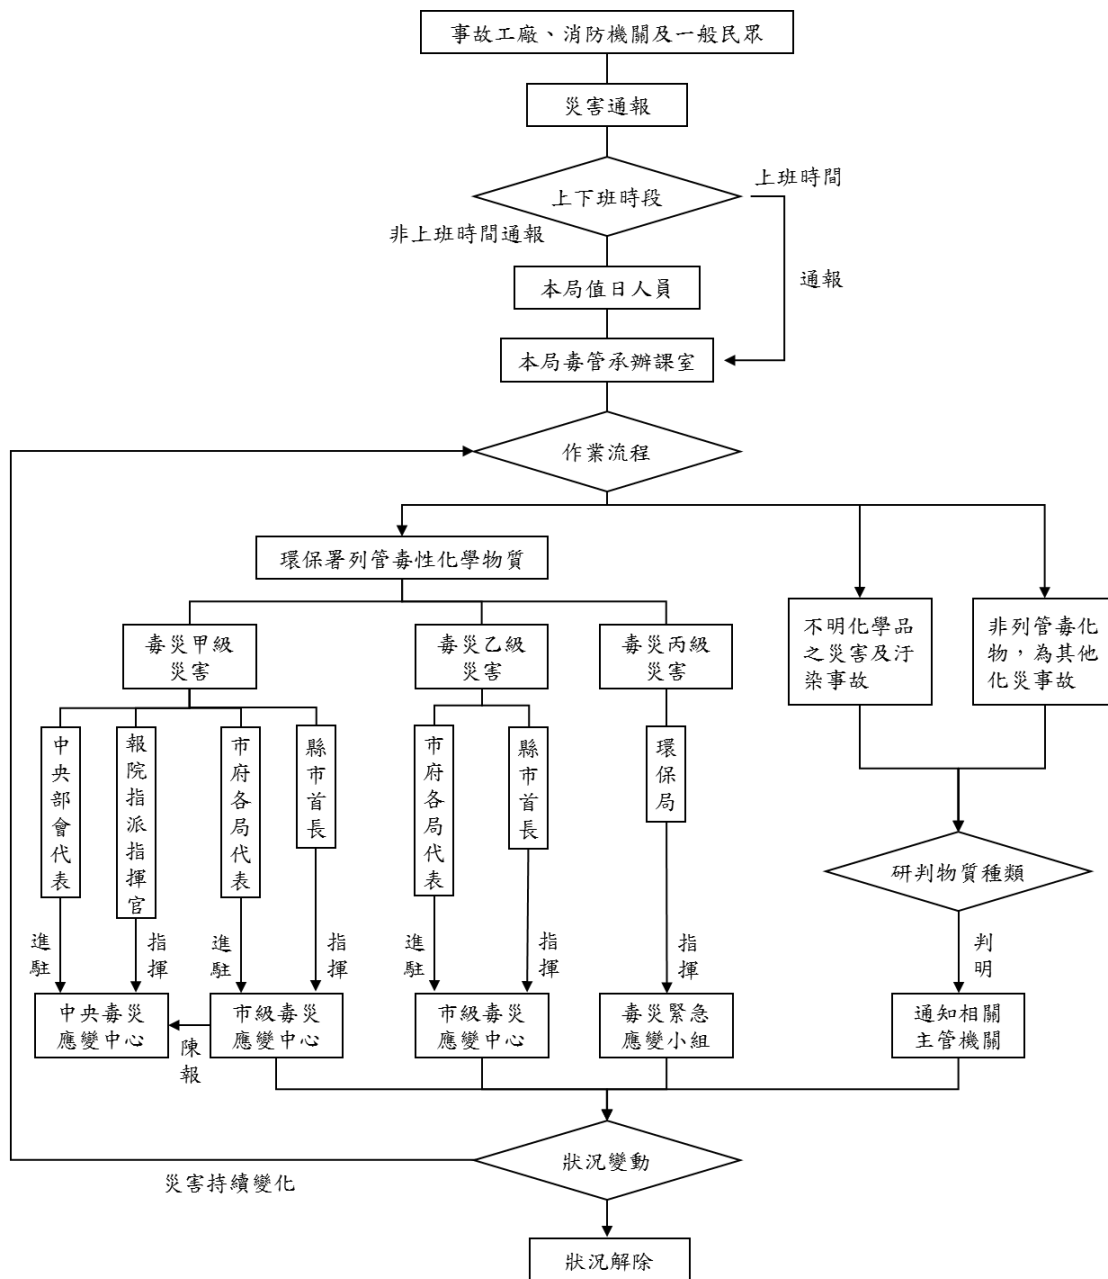 事故工廠、消防機關及一般民眾
災害通報
上下班時段
上班時間
非上班時間通報
通報
本局值日人員
本局毒管承辦課室
作業流程
環保署列管毒性化學物質
毒災甲級
災害
毒災乙級
災害
毒災丙級
災害
不明化學品
之災害及汙
染事故
非列管毒化
物，為其他
化災事故
中央部會代表
報院指派指揮官
市府各局代表
縣市首長
市府各局代表
縣市首長
環保局
研判物質種類
進駐
指揮
進駐
指揮
進駐
指揮
指揮
判明
中央毒災
應變中心
市級毒災
應變中心
市級毒災
應變中心
毒災緊急
應變小組
通知相關
主管機關
陳報
狀況變動
災害持續變化
狀況解除